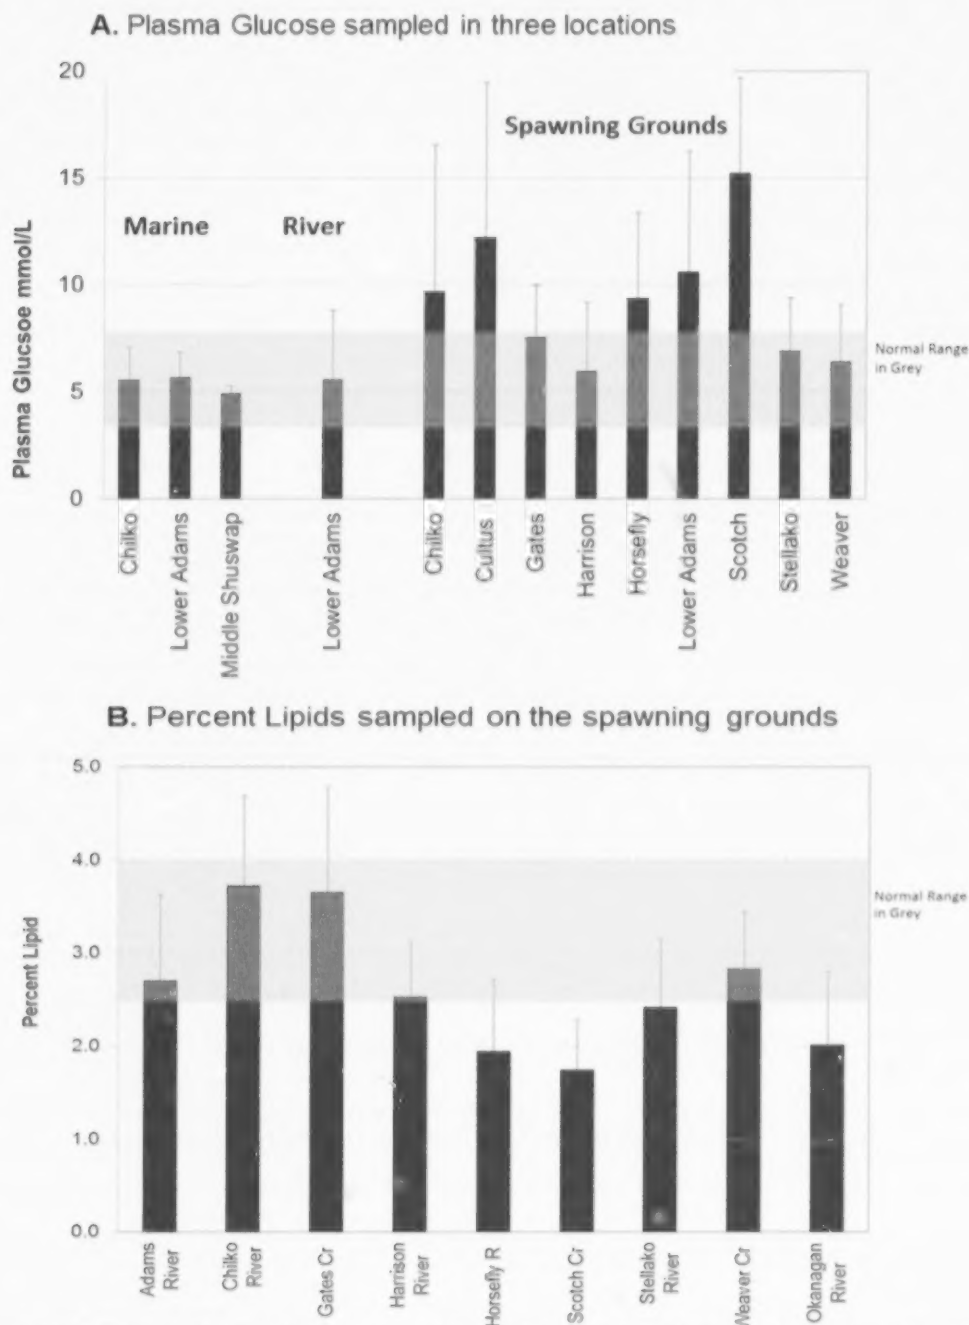 A. Plasma Glucose sampled in three locations
20
15
10
5
0
Plasma Glucsoe mmol/L
Marine
River
Spawning Grounds
Normal Range
in Grey
Chilko
Lower Adams
Middle Shuswap
Lower Adams
Chilko
Cultus
Gates
Harrison
Horsefly
Lower Adams
Scotch
Stellako
Weaver
B. Percent Lipids sampled on the spawning grounds
5.0
4.0
3.0
2.0
1.0
0.0
Percent Lipid
Normal Range
in Grey
Adams
River
Chilko
River
Gates Cr
Harrison
River
Horsefly R
Scotch Cr
Stellako
River
Weaver Cr
Okanagan
River